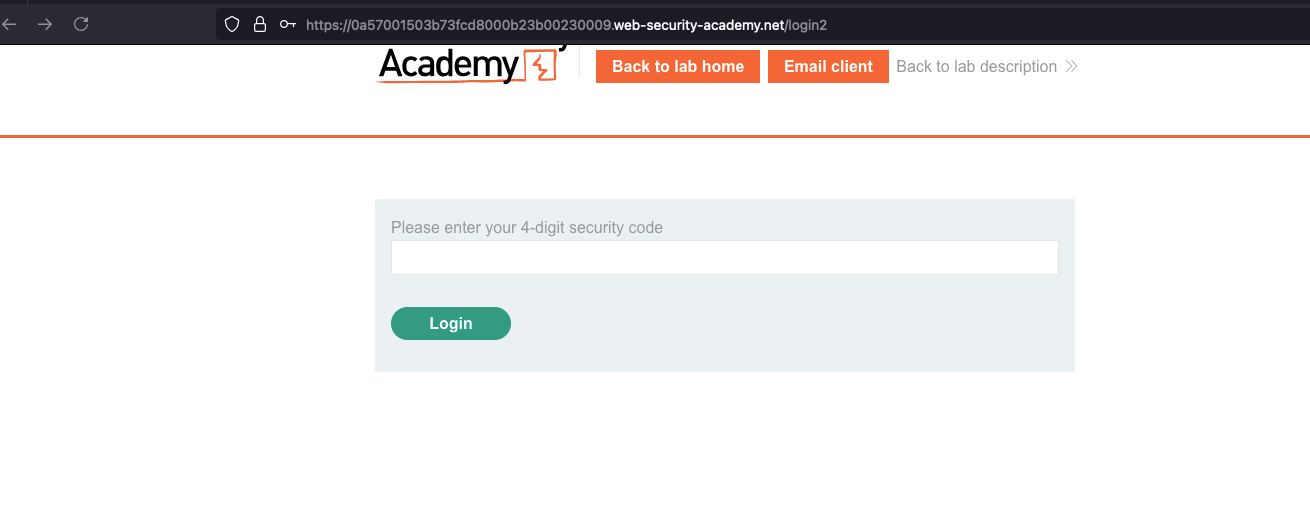 https://0a57001503b73fcd8000b23b00230009.web-security-academy.net/login2
Academy Back to lab home Email client Back to lab description
Please enter your 4-digit security code
Login